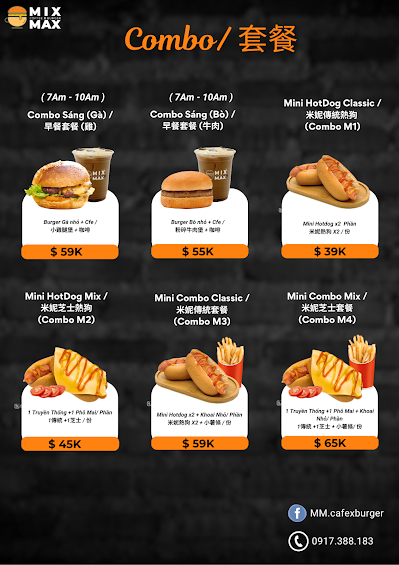 MIX
COFFEE & BURGER
MAX
Combo/ 套餐
( 7Am - 10Am )
Combo Sáng (Gà) /
早餐套餐 (雞)
MIX
MAX
Burger Gà nhỏ + Cfe /
小雞腿堡 + 咖啡
$ 59K
( 7Am - 10Am )
Combo Sáng (Bò) /
早餐套餐 (牛肉)
MIX
MAX
Burger Bò nhỏ + Cfe /
粉碎牛肉堡 + 咖啡
$ 55K
Mini HotDog Classic /
米妮傳統熱狗
(Combo M1)
Mini Hotdog x2 Phần
米妮熱狗 X2 / 份
$ 39K
Mini HotDog Mix /
米妮芝士熱狗
(Combo M2)
1 Truyền Thống +1 Phô Mai/ Phần
1傳統 +1芝士 / 份
$ 45K
Mini Combo Classic /
米妮傳統套餐
(Combo M3)
Mini Hotdog x2 + Khoai Nhỏ/ Phần
米妮熱狗 X2 + 小薯條 / 份
$ 59K
Mini Combo Mix /
米妮芝士套餐
(Combo M4)
1 Truyền Thống +1 Phô Mai + Khoai
Nhỏ/ Phần
1傳統 +1芝士 + 小薯條 / 份
$ 65K
MM.cafexburger
0917.388.183